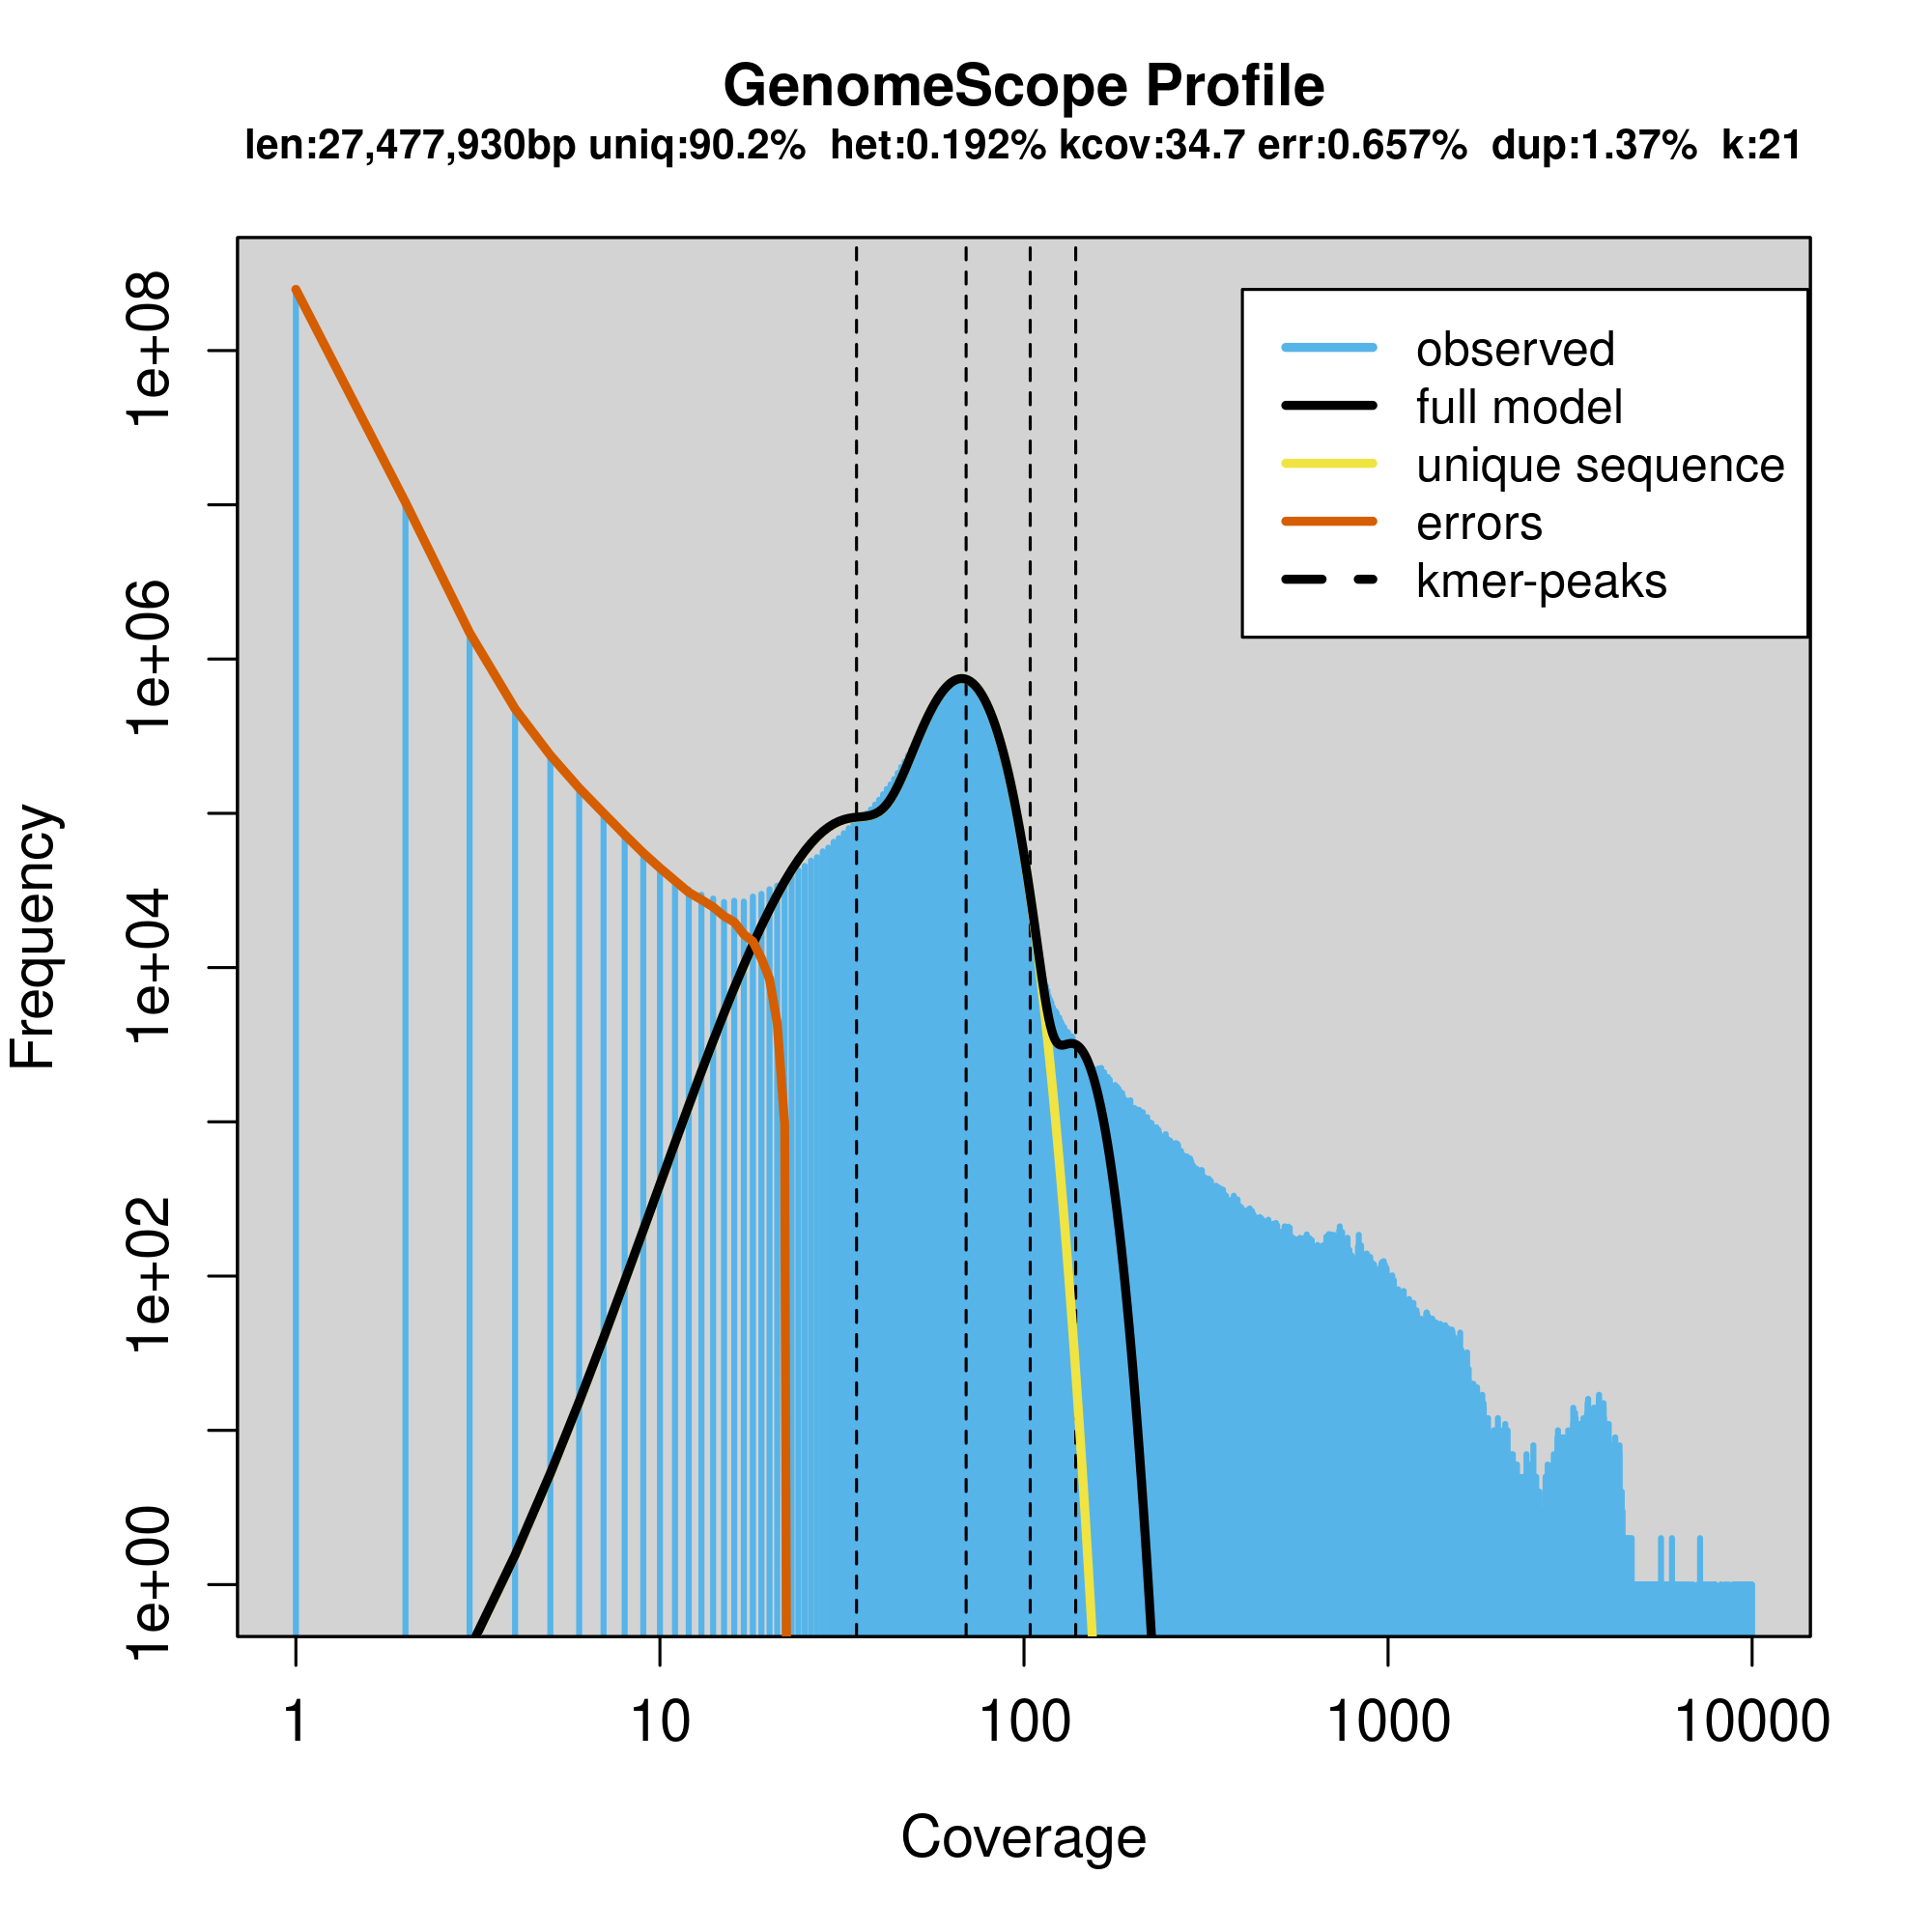 GenomeScope Profile
len:27,477,930bp uniq:90.2% het:0.192% kcov:34.7 err:0.657% dup:1.37% k:21
observed
full model
unique sequence
errors
kmer-peaks
Frequency
1e+08
1e+06
1e+04
1e+02
1e+00
1 10 100 1000 10000
Coverage